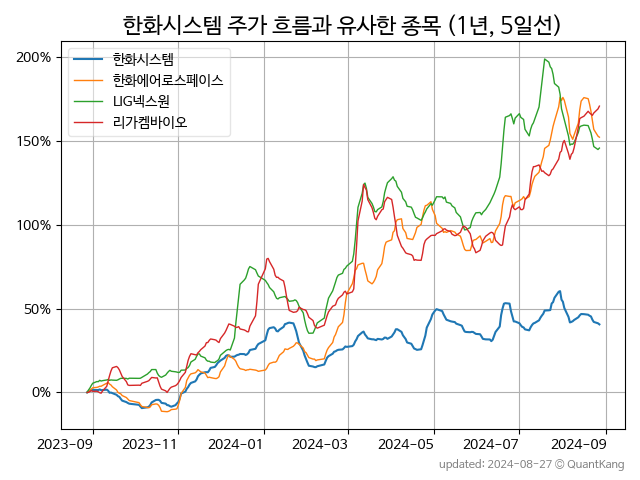 한화시스템 주가 흐름과 유사한 종목 (1년, 5일선)
한화시스템
한화에어로스페이스
LIG넥스원
리가켐바이오
200%
150%
100%
50%
0%
2023-09 2023-11 2024-01 2024-03 2024-05 2024-07 2024-09
updated: 2024-08-27 © QuantKang